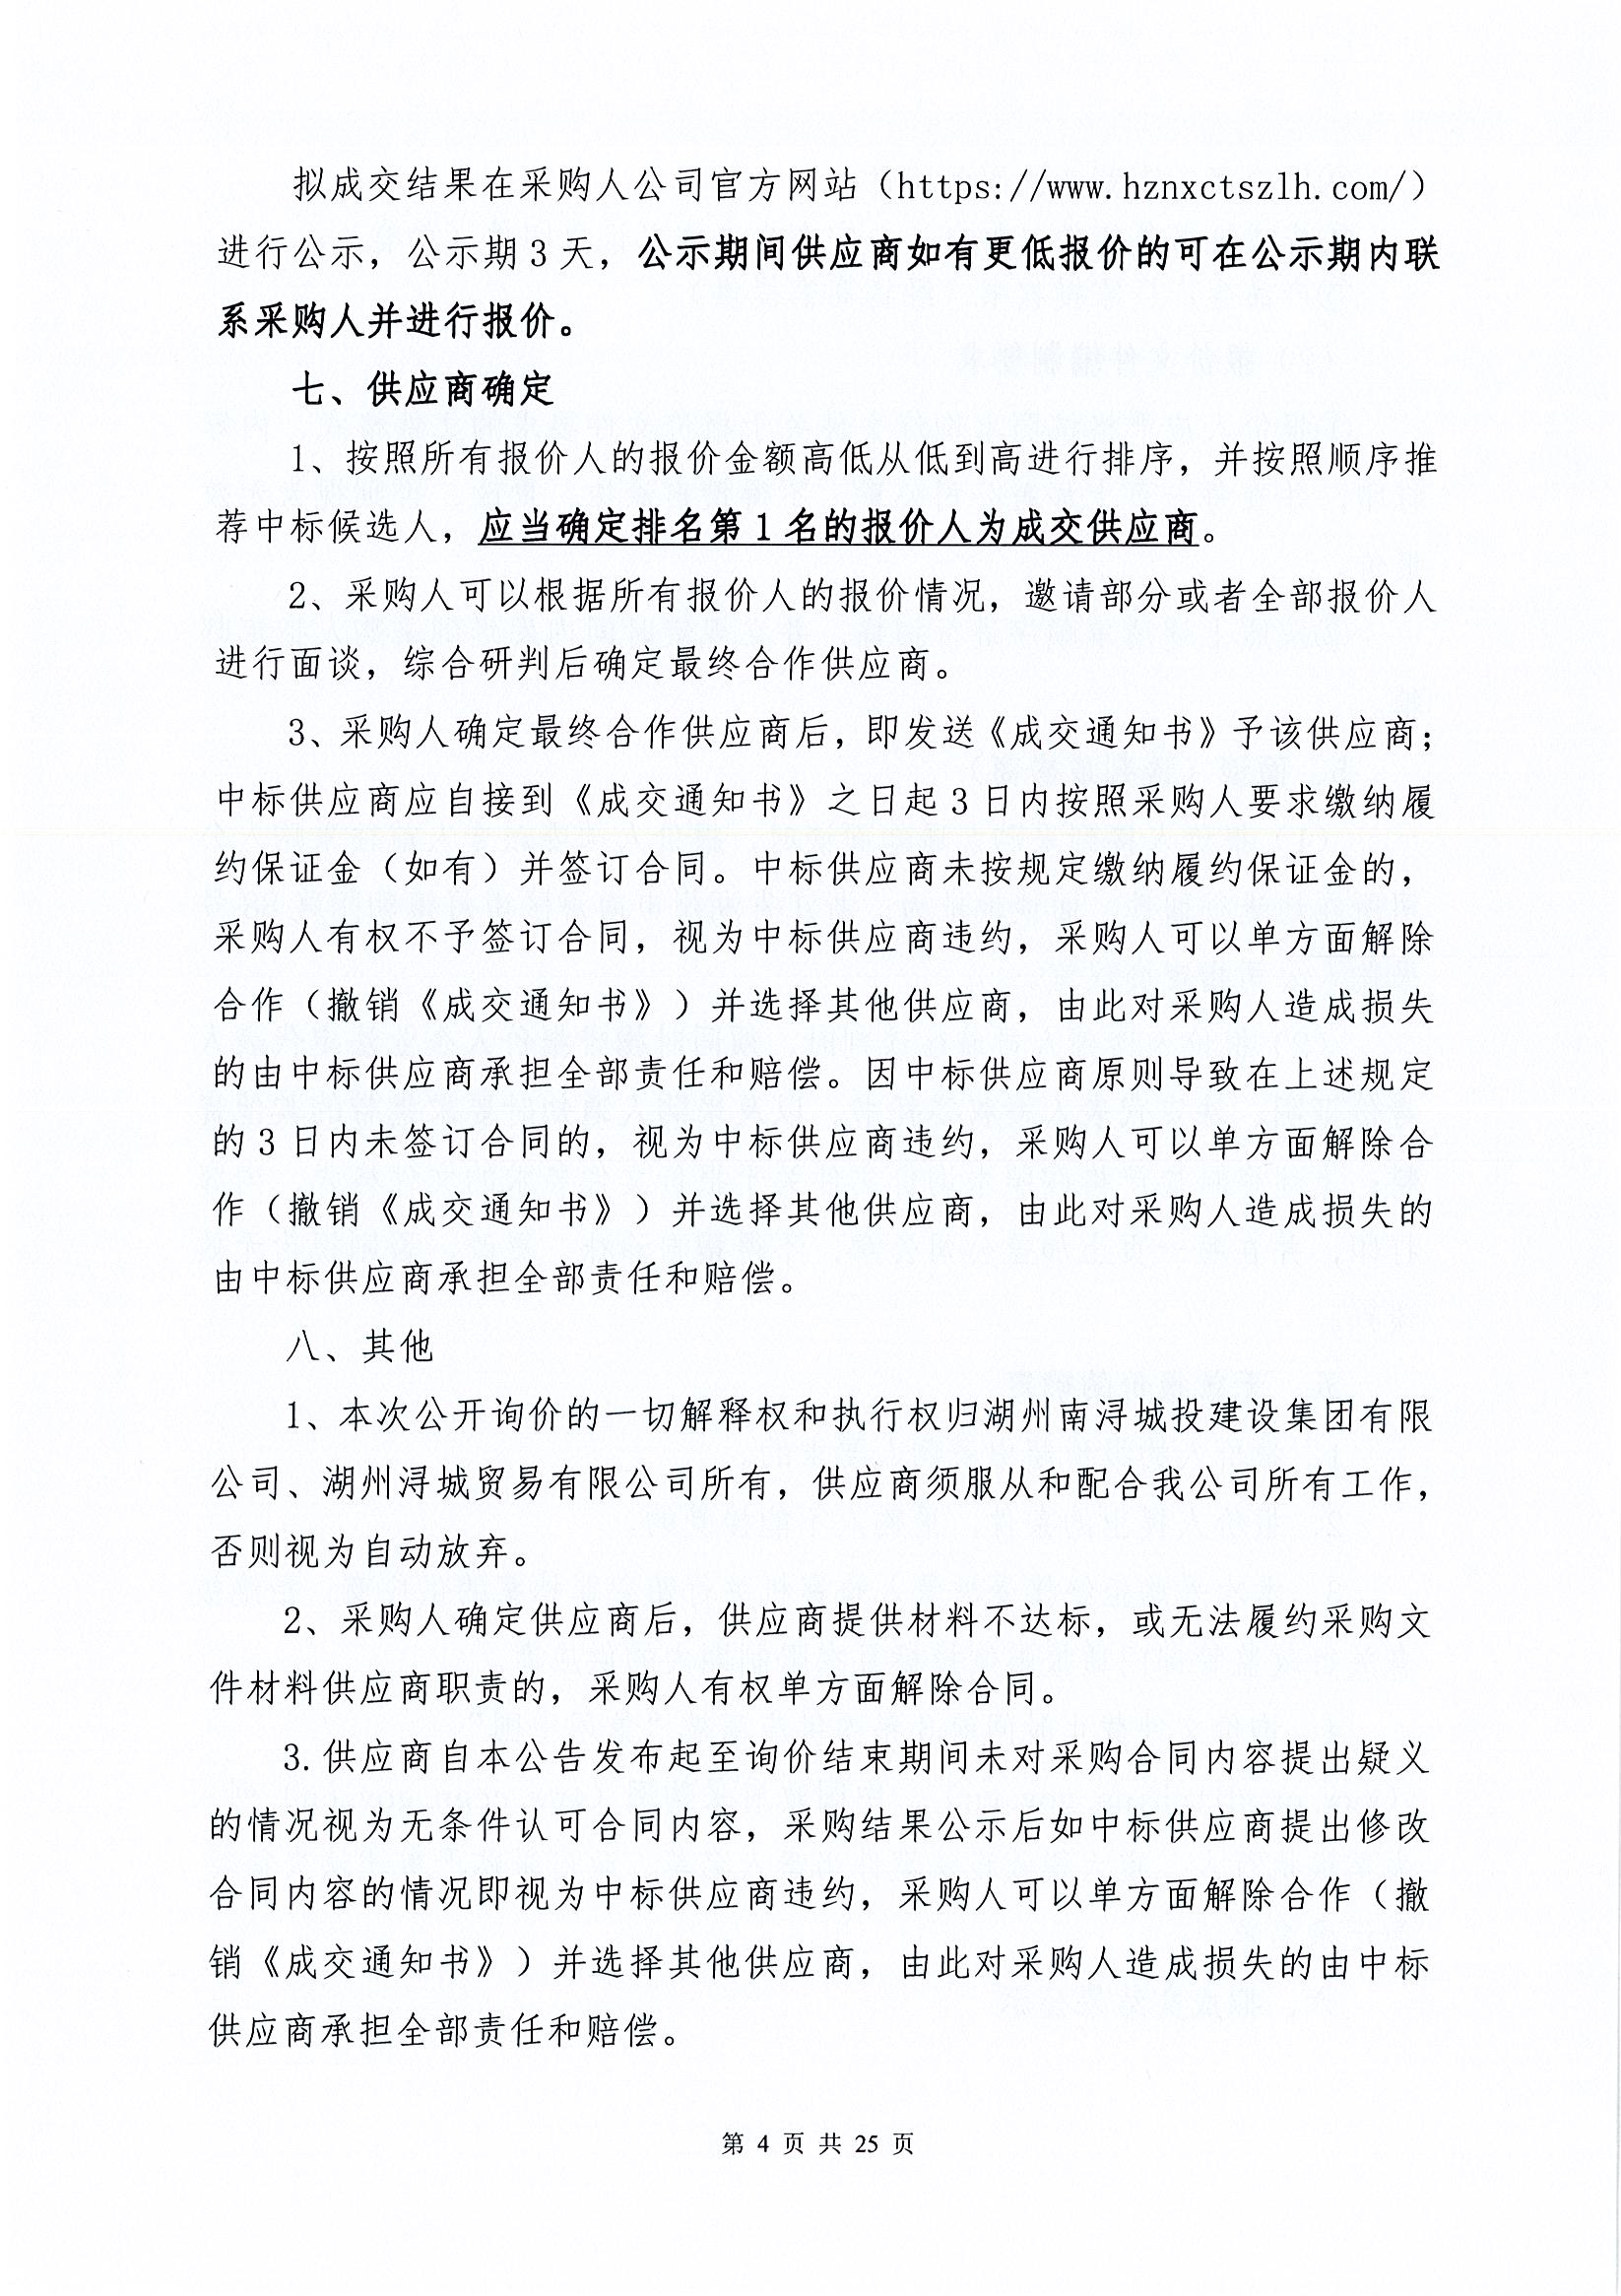 拟成交结果在采购人公司官方网站（https://www.hznxctszlh.com/）
进行公示，公示期 3 天，公示期间供应商如有更低报价的可在公示期内联
系采购人并进行报价。
七、供应商确定
1、按照所有报价人的报价金额高低从低到高进行排序，并按照顺序推
荐中标候选人，应当确定排名第 1 名的报价人为成交供应商。
2、采购人可以根据所有报价人的报价情况，邀请部分或者全部报价人
进行面谈，综合研判后确定最终合作供应商。
3、采购人确定最终合作供应商后，即发送《成交通知书》予该供应商；
中标供应商应自接到《成交通知书》之日起 3 日内按照采购人要求缴纳履
约保证金（如有）并签订合同。中标供应商未按规定缴纳履约保证金的，
采购人有权不予签订合同，视为中标供应商违约，采购人可以单方面解除
合作（撤销《成交通知书》）并选择其他供应商，由此对采购人造成损失
的由中标供应商承担全部责任和赔偿。因中标供应商原则导致在上述规定
的 3 日内未签订合同的，视为中标供应商违约，采购人可以单方面解除合
作（撤销《成交通知书》）并选择其他供应商，由此对采购人造成损失的
由中标供应商承担全部责任和赔偿。
八、其他
1、本次公开询价的一切解释权和执行权归湖州南浔城投建设集团有限
公司、湖州浔城贸易有限公司所有，供应商须服从和配合我公司所有工作，
否则视为自动放弃。
2、采购人确定供应商后，供应商提供材料不达标，或无法履约采购文
件材料供应商职责的，采购人有权单方面解除合同。
3.供应商自本公告发布起至询价结束期间未对采购合同内容提出疑义
的情况视为无条件认可合同内容，采购结果公示后如中标供应商提出修改
合同内容的情况即视为中标供应商违约，采购人可以单方面解除合作（撤
销《成交通知书》）并选择其他供应商，由此对采购人造成损失的由中标
供应商承担全部责任和赔偿。
第 4 页 共 25 页